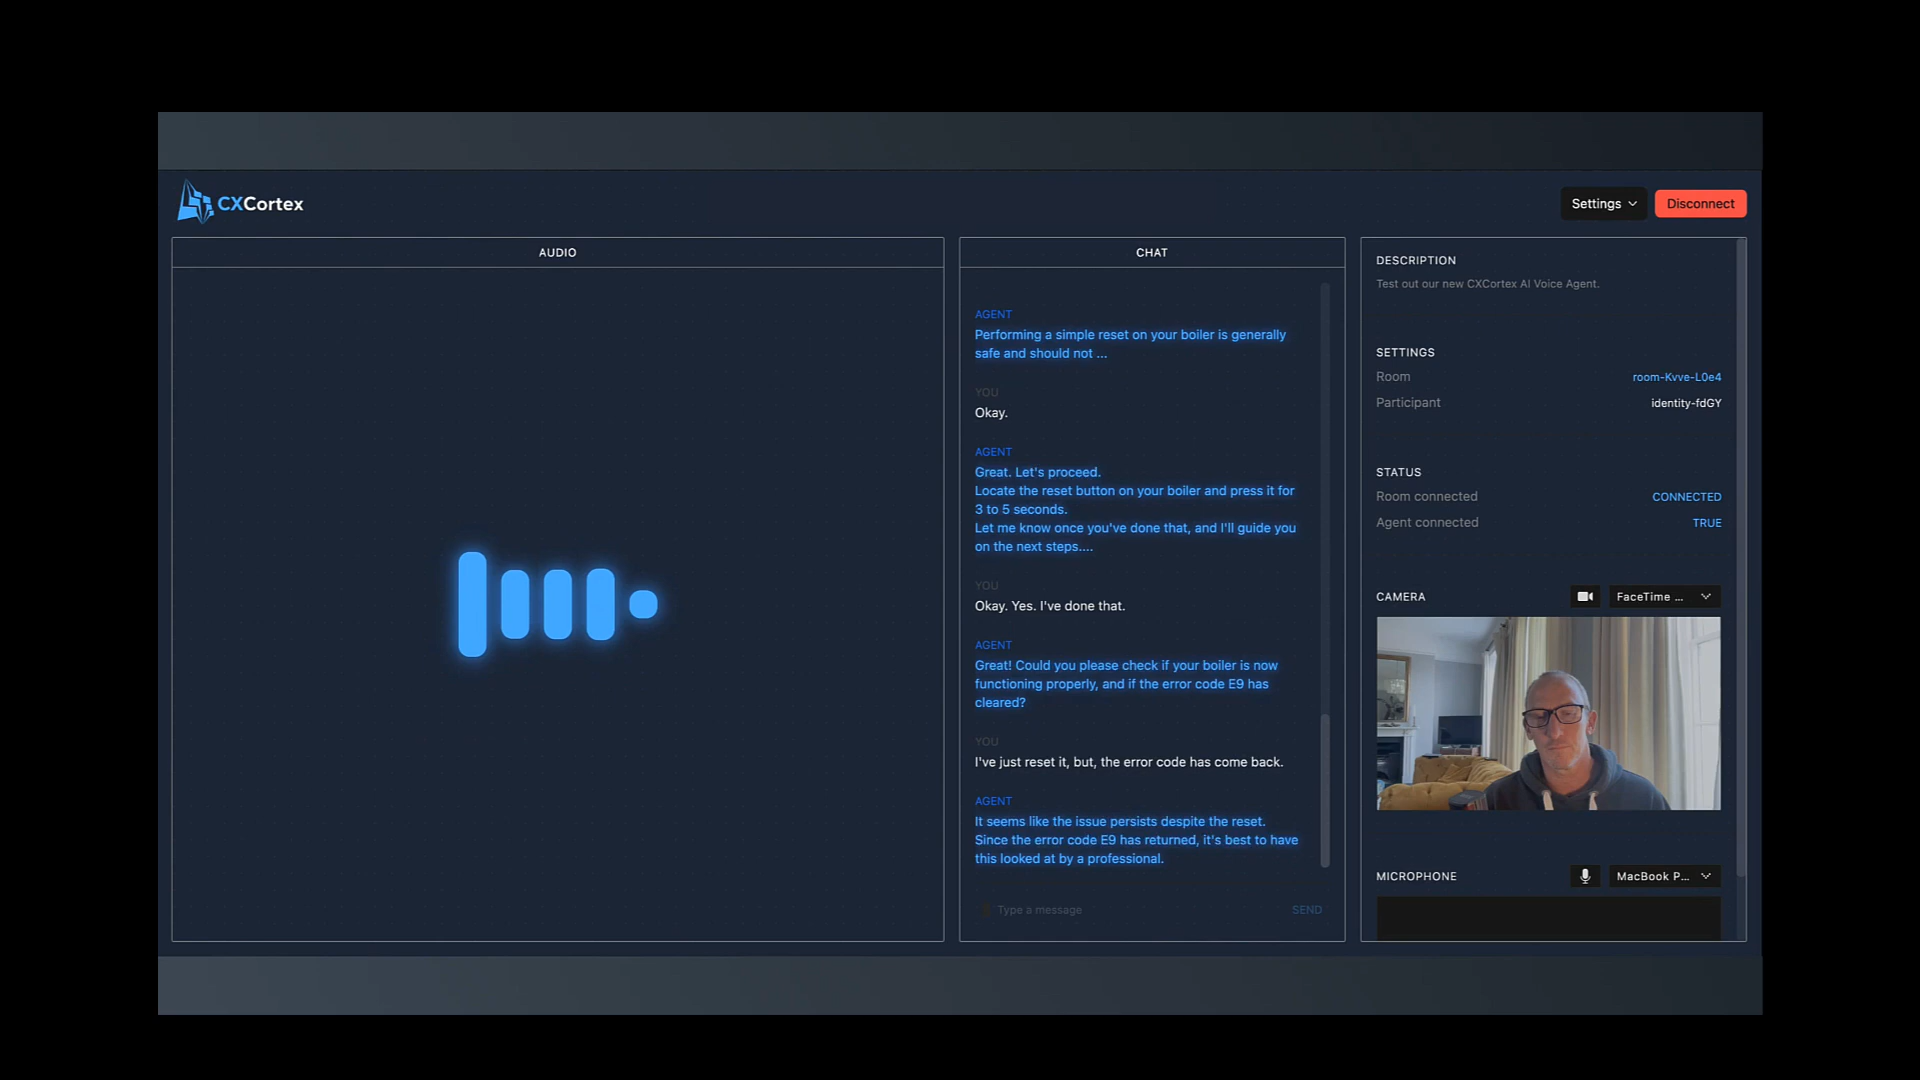 CXCortex
Settings
Disconnect
AUDIO
CHAT
AGENT
Performing a simple reset on your boiler is generally
safe and should not ...
YOU
Okay.
AGENT
Great. Let's proceed.
Locate the reset button on your boiler and press it for
3 to 5 seconds.
Let me know once you've done that, and I'll guide you
on the next steps....
YOU
Okay. Yes. I've done that.
AGENT
Great! Could you please check if your boiler is now
functioning properly, and if the error code E9 has
cleared?
YOU
I've just reset it, but, the error code has come back.
AGENT
It seems like the issue persists despite the reset.
Since the error code E9 has returned, it's best to have
this looked at by a professional.
Type a message
SEND
DESCRIPTION
Test out our new CXCortex AI Voice Agent.
SETTINGS
Room
room-Kvve-L0e4
Participant
identity-fdGY
STATUS
Room connected
CONNECTED
Agent connected
TRUE
CAMERA
FaceTime ...
MICROPHONE
MacBook P...